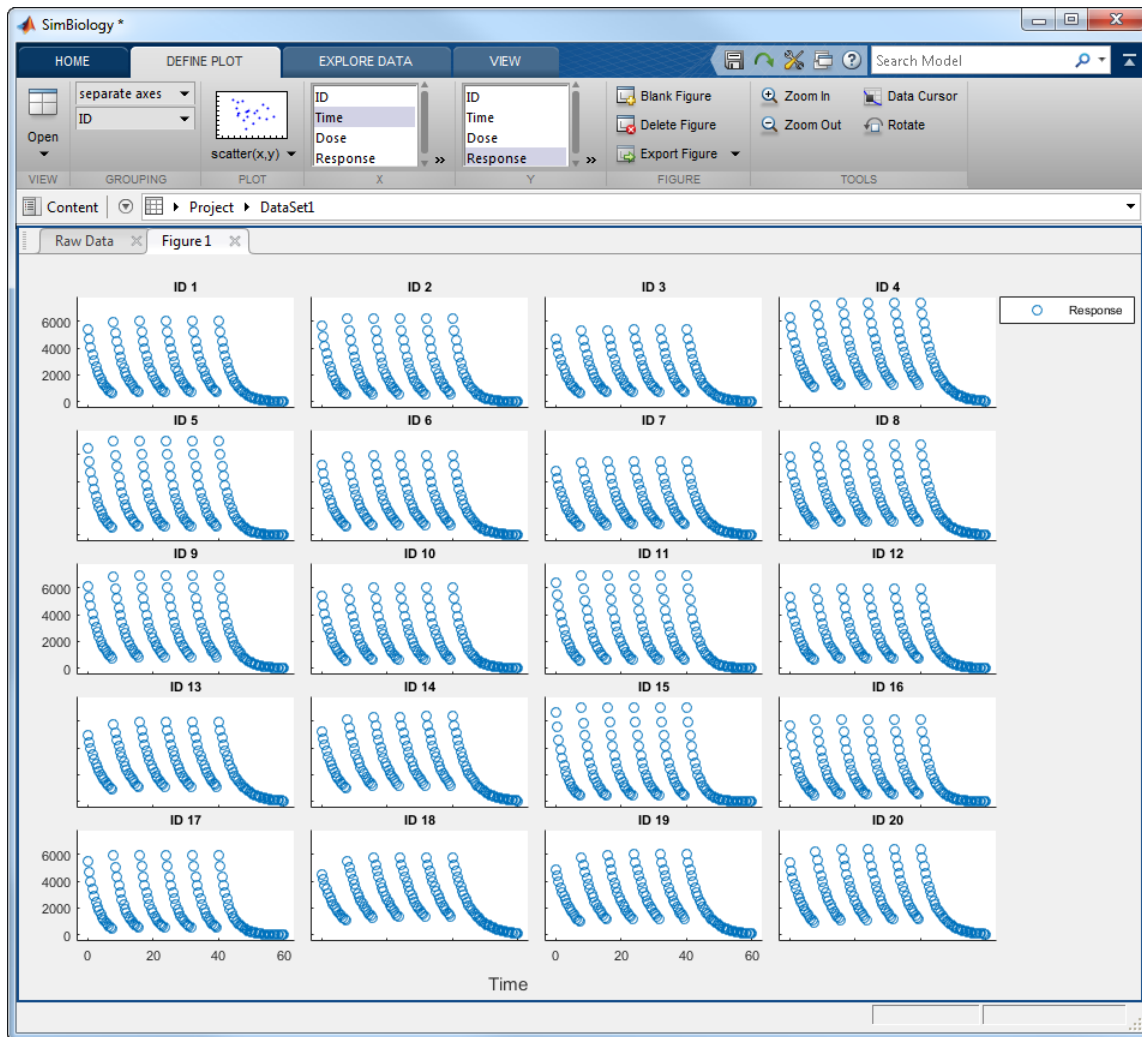 SimBiology *
HOME DEFINE PLOT EXPLORE DATA VIEW Search Model
Open
separate axes
ID
scatter(x,y)
ID
Time
Dose
Response
»
ID
Time
Dose
Response
»
Blank Figure
Delete Figure
Export Figure
Zoom In
Zoom Out
Data Cursor
Rotate
VIEW GROUPING PLOT X Y FIGURE TOOLS
Content Project DataSet1
Raw Data Figure 1
ID 1 ID 2 ID 3 ID 4
6000
4000
2000
0
Response
ID 5 ID 6 ID 7 ID 8
ID 9 ID 10 ID 11 ID 12
6000
4000
2000
0
ID 13 ID 14 ID 15 ID 16
ID 17 ID 18 ID 19 ID 20
6000
4000
2000
0
0 20 40 60 0 20 40 60
Time